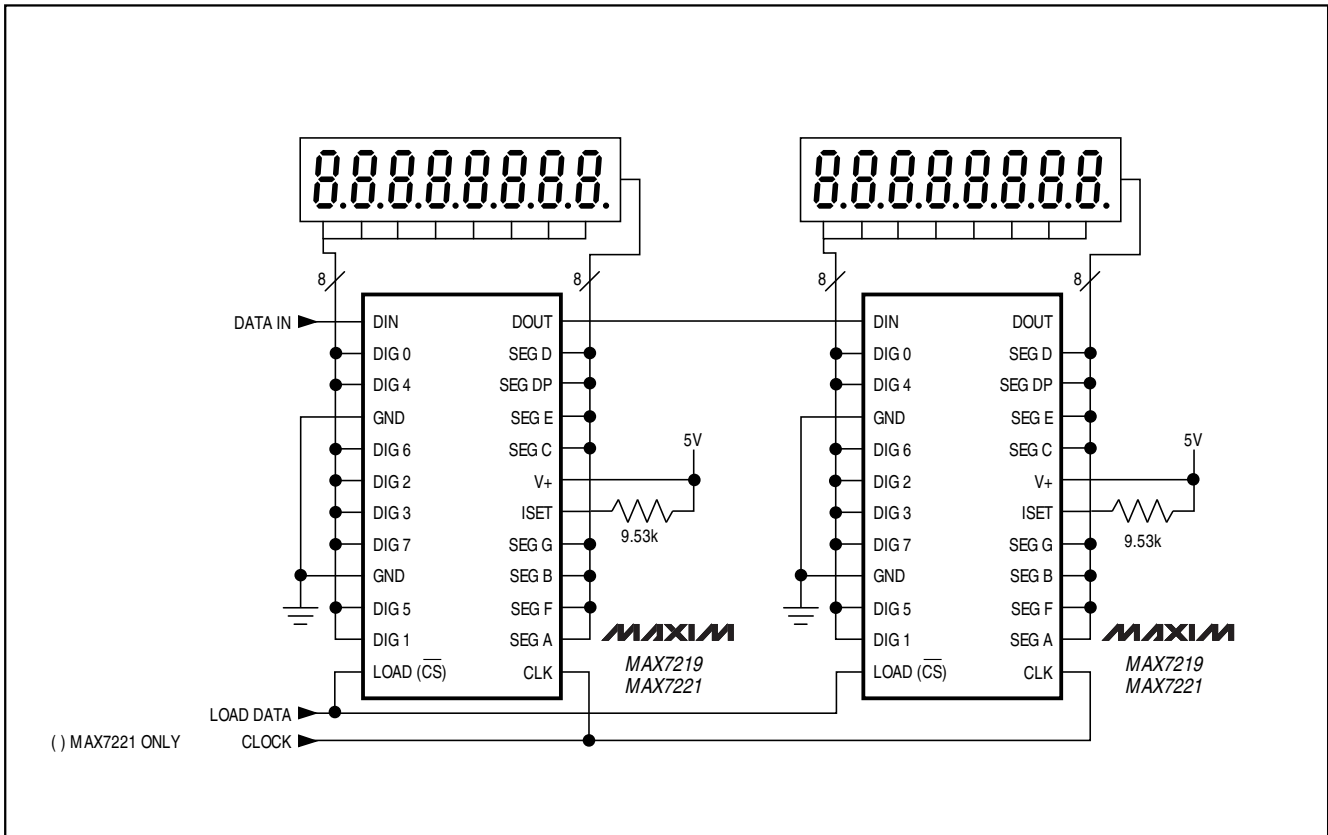 8.8.8.8.8.8.8.8.
8.8.8.8.8.8.8.8.
8
8
8
8
DATA IN
DIN
DOUT
DIG 0
SEG D
DIG 4
SEG DP
GND
SEG E
DIG 6
SEG C
DIG 2
V+
DIG 3
ISET
DIG 7
SEG G
GND
SEG B
DIG 5
SEG F
DIG 1
SEG A
LOAD (C̅S̅)
CLK
5V
9.53k
MAXIM
MAX7219
MAX7221
DIN
DOUT
DIG 0
SEG D
DIG 4
SEG DP
GND
SEG E
DIG 6
SEG C
DIG 2
V+
DIG 3
ISET
DIG 7
SEG G
GND
SEG B
DIG 5
SEG F
DIG 1
SEG A
LOAD (C̅S̅)
CLK
5V
9.53k
MAXIM
MAX7219
MAX7221
LOAD DATA
( ) MAX7221 ONLY
CLOCK